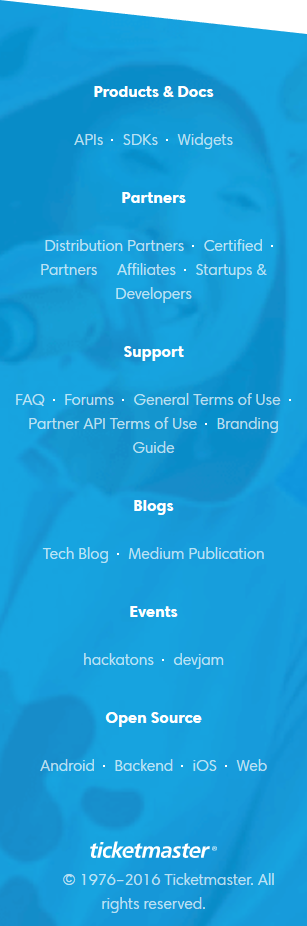 Products & Docs
APIs · SDKs · Widgets
Partners
Distribution Partners · Certified ·
Partners Affiliates · Startups &
Developers
Support
FAQ · Forums · General Terms of Use ·
Partner API Terms of Use · Branding
Guide
Blogs
Tech Blog · Medium Publication
Events
hackatons · devjam
Open Source
Android · Backend · iOS · Web
ticketmaster®
© 1976–2016 Ticketmaster. All
rights reserved.